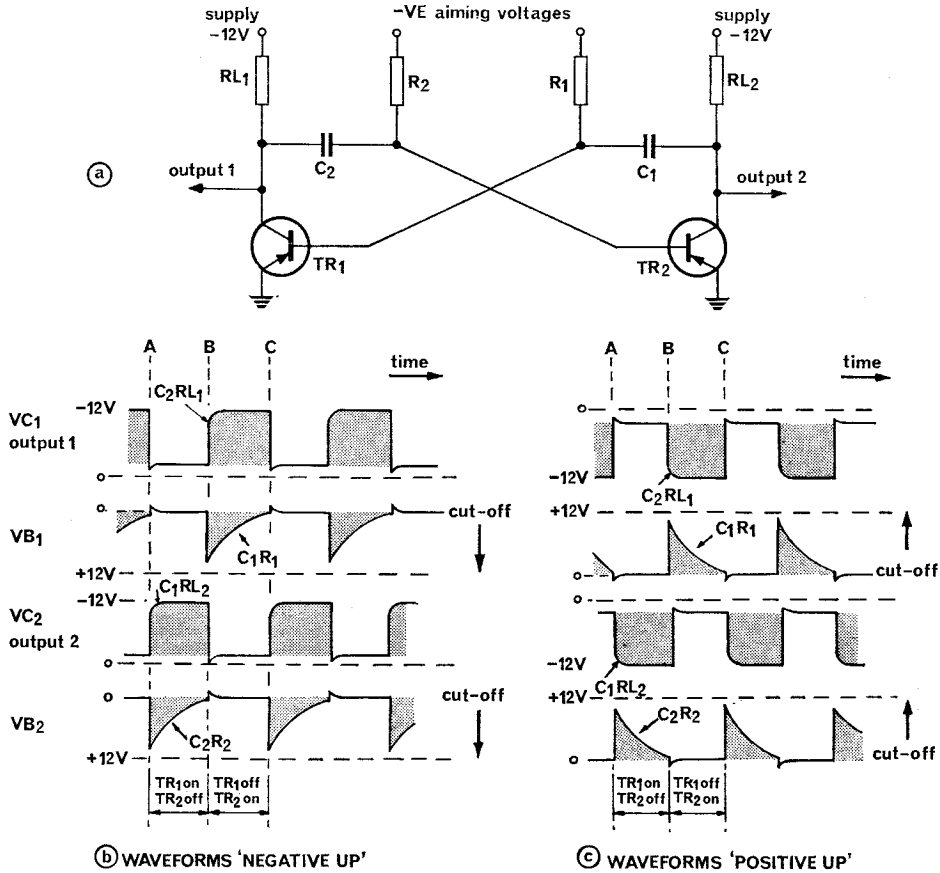 -VE aiming voltages
supply
-12V
supply
-12V
RL1
R2
R1
RL2
C2
C1
a
output 1
output 2
TR1
TR2
A B C
time
A B C
time
C2RL1
-12V
VC1
output 1
o
o
-12V
C2RL1
o
VB1
C1R1
cut-off
+12V
+12V
C1R1
o
cut-off
C1RL2
-12V
VC2
output 2
o
o
-12V
C1RL2
o
VB2
C2R2
cut-off
+12V
+12V
C2R2
o
cut-off
TR1on
TR2off
TR1off
TR2on
TR1on
TR2off
TR1off
TR2on
b WAVEFORMS 'NEGATIVE UP'
c WAVEFORMS 'POSITIVE UP'